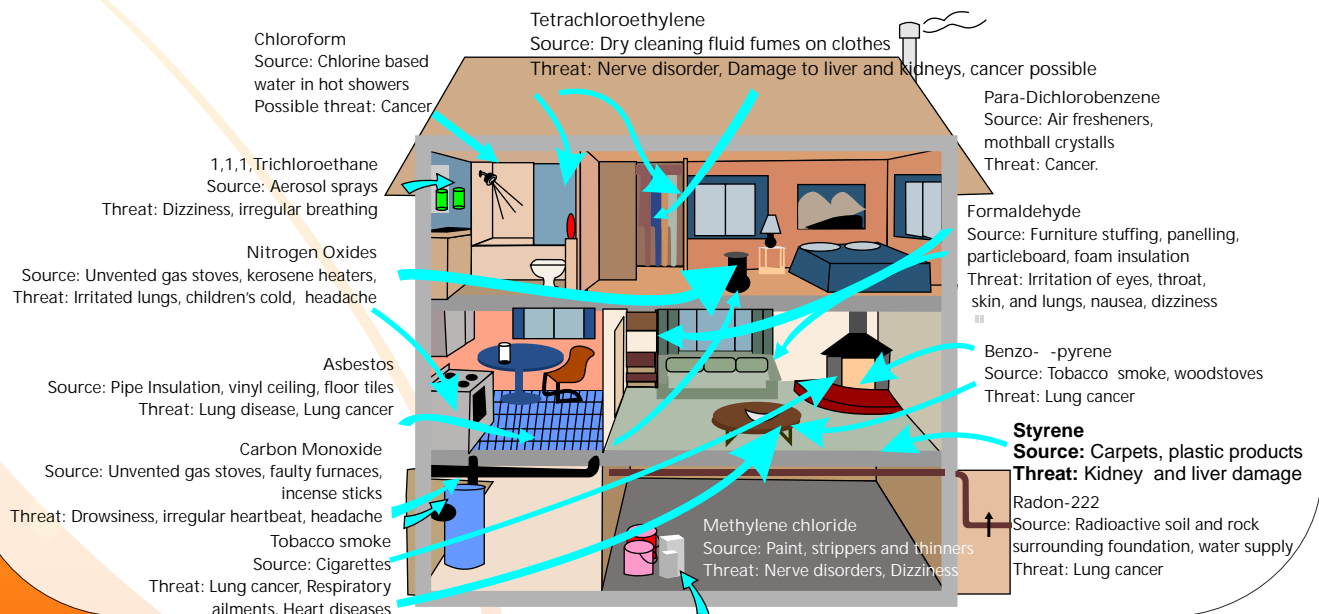 Tetrachloroethylene
Source: Dry cleaning fluid fumes on clothes
Threat: Nerve disorder, Damage to liver and kidneys, cancer possible
Chloroform
Source: Chlorine based
water in hot showers
Possible threat: Cancer
Para-Dichlorobenzene
Source: Air fresheners,
mothball crystalls
Threat: Cancer.
1,1,1,Trichloroethane
Source: Aerosol sprays
Threat: Dizziness, irregular breathing
Formaldehyde
Source: Furniture stuffing, panelling,
particleboard, foam insulation
Threat: Irritation of eyes, throat,
skin, and lungs, nausea, dizziness
Nitrogen Oxides
Source: Unvented gas stoves, kerosene heaters,
Threat: Irritated lungs, children's cold, headache
Benzo- -pyrene
Source: Tobacco smoke, woodstoves
Threat: Lung cancer
Asbestos
Source: Pipe Insulation, vinyl ceiling, floor tiles
Threat: Lung disease, Lung cancer
Styrene
Source: Carpets, plastic products
Threat: Kidney and liver damage
Carbon Monoxide
Source: Unvented gas stoves, faulty furnaces,
incense sticks
Threat: Drowsiness, irregular heartbeat, headache
Radon-222
Source: Radioactive soil and rock
surrounding foundation, water supply
Threat: Lung cancer
Methylene chloride
Source: Paint, strippers and thinners
Threat: Nerve disorders, Dizziness
Tobacco smoke
Source: Cigarettes
Threat: Lung cancer, Respiratory
ailments, Heart diseases